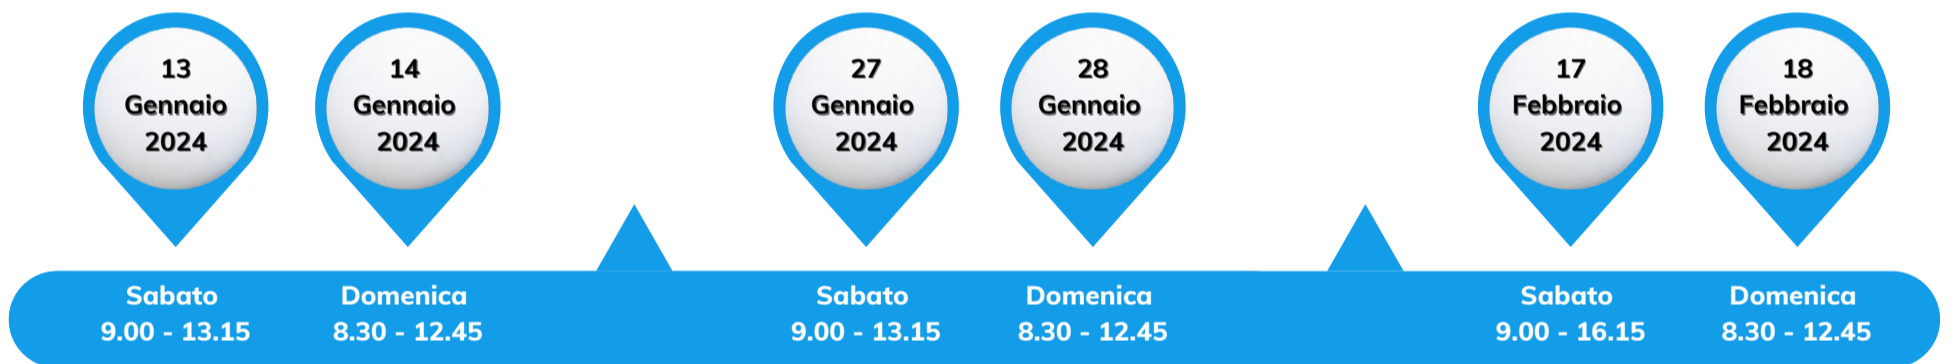 13
Gennaio
2024
14
Gennaio
2024
27
Gennaio
2024
28
Gennaio
2024
17
Febbraio
2024
18
Febbraio
2024
Sabato
9.00 - 13.15
Domenica
8.30 - 12.45
Sabato
9.00 - 13.15
Domenica
8.30 - 12.45
Sabato
9.00 - 16.15
Domenica
8.30 - 12.45